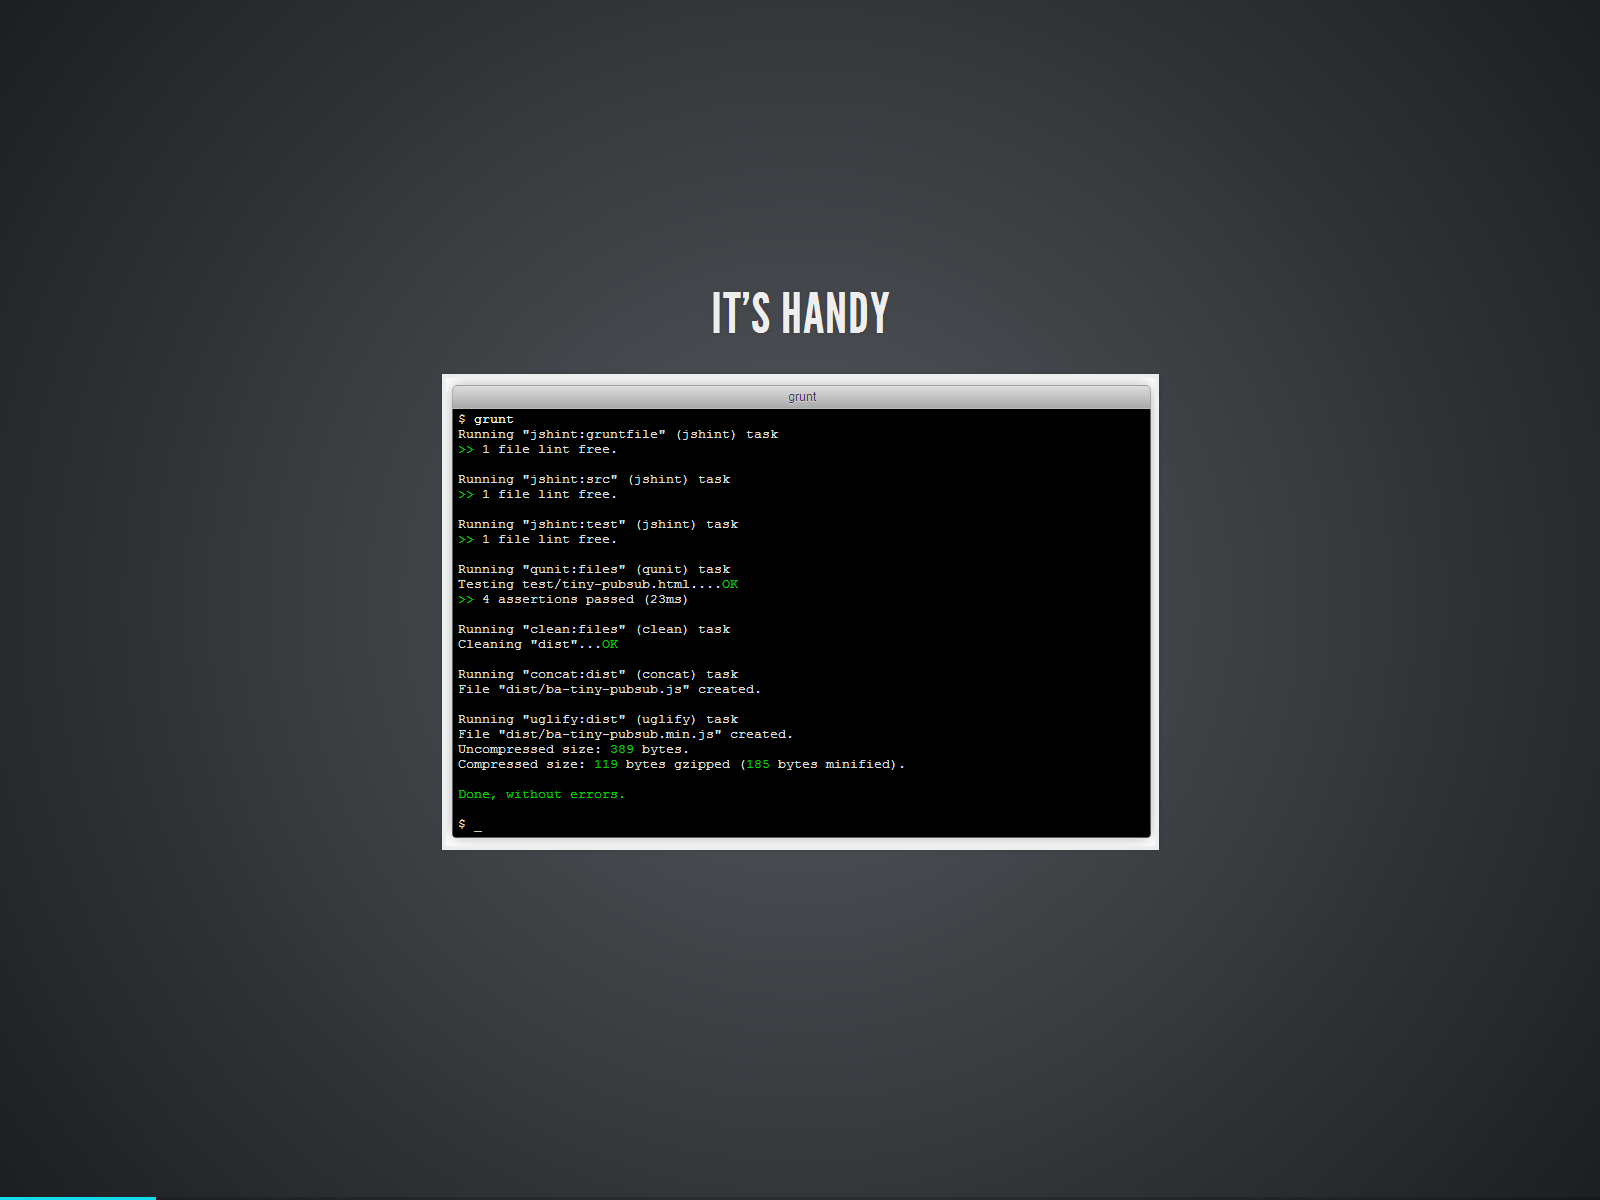 IT’S HANDY
grunt
$ grunt
Running "jshint:gruntfile" (jshint) task
>> 1 file lint free.
Running "jshint:src" (jshint) task
>> 1 file lint free.
Running "jshint:test" (jshint) task
>> 1 file lint free.
Running "qunit:files" (qunit) task
Testing test/tiny-pubsub.html....OK
>> 4 assertions passed (23ms)
Running "clean:files" (clean) task
Cleaning "dist"...OK
Running "concat:dist" (concat) task
File "dist/ba-tiny-pubsub.js" created.
Running "uglify:dist" (uglify) task
File "dist/ba-tiny-pubsub.min.js" created.
Uncompressed size: 389 bytes.
Compressed size: 119 bytes gzipped (185 bytes minified).
Done, without errors.
$ _